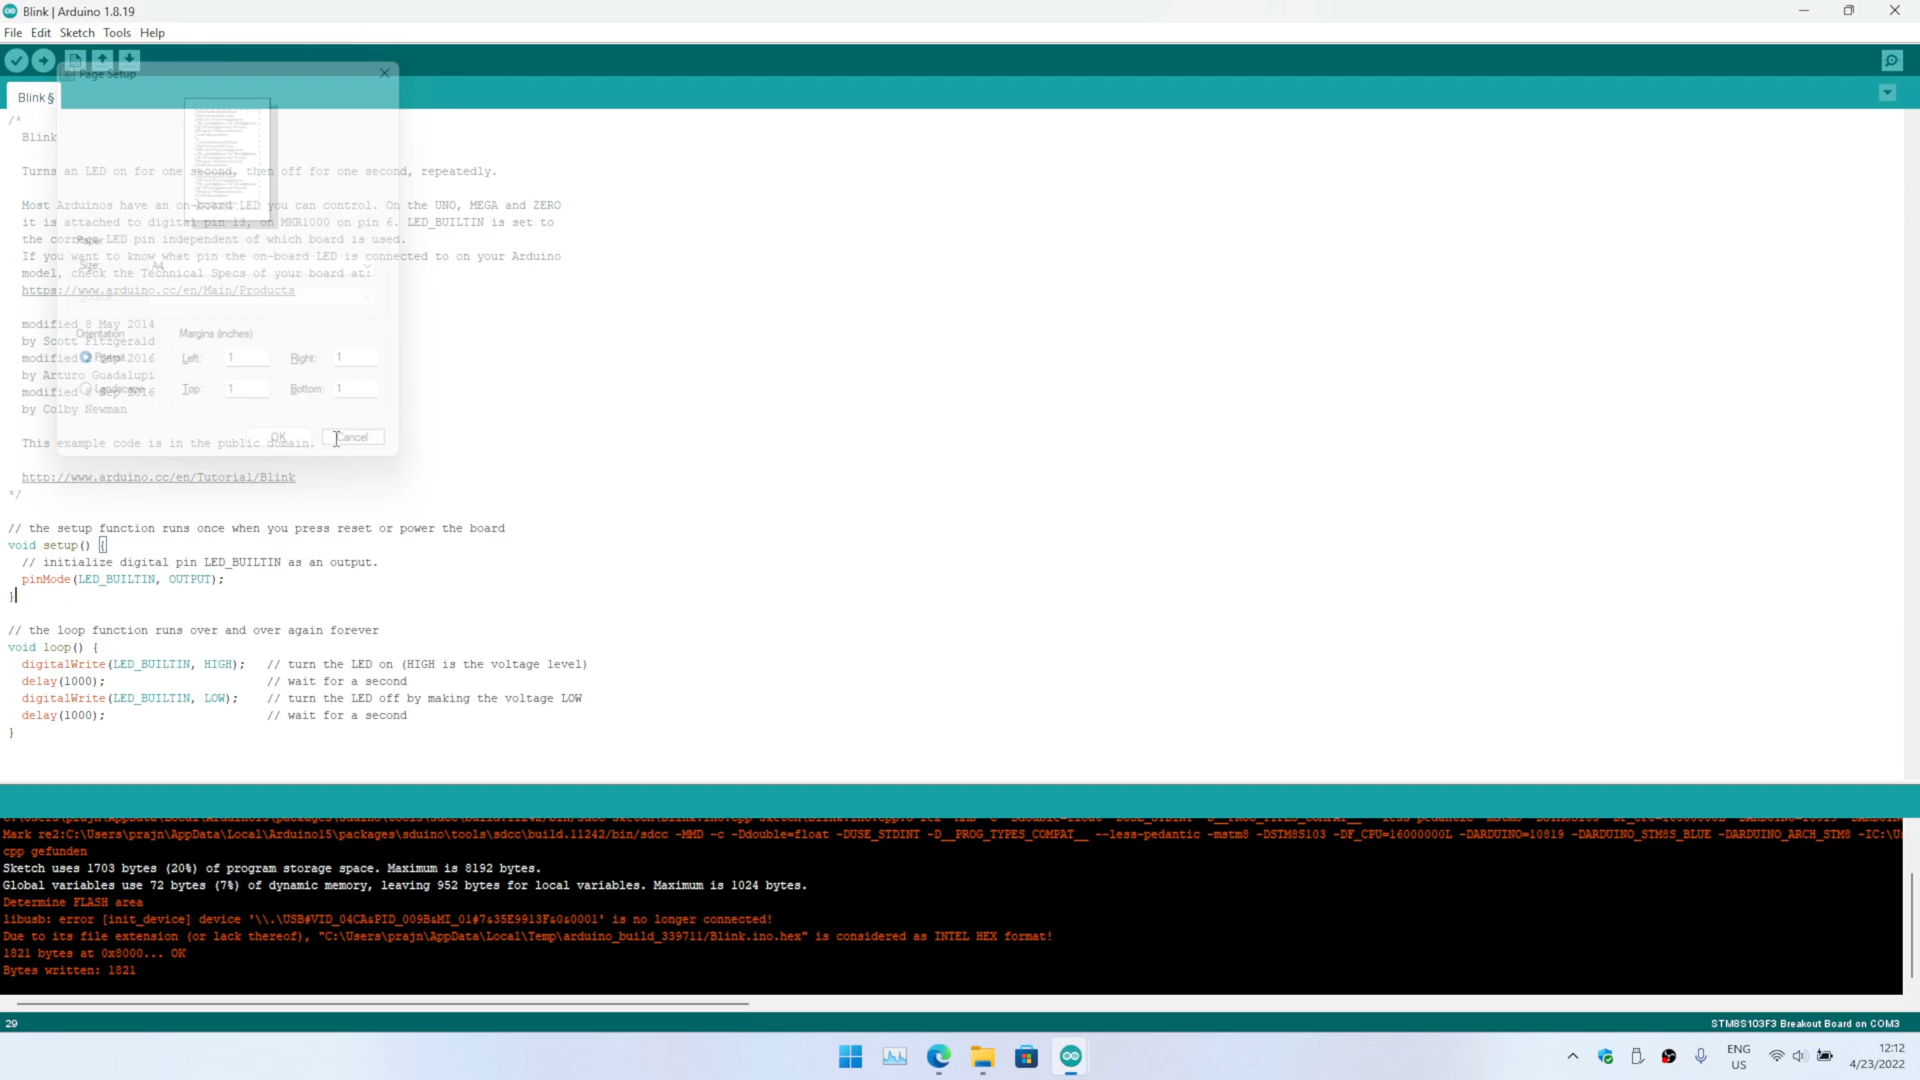 Blink | Arduino 1.8.19
File Edit Sketch Tools Help
Page Setup
Blink §
/*
Blink
Turns an LED on for one second, then off for one second, repeatedly.
Most Arduinos have an on-board LED you can control. On the UNO, MEGA and ZERO
it is attached to digital pin 13, on MKR1000 on pin 6. LED_BUILTIN is set to
the correct LED pin independent of which board is used.
Paper
If you want to know what pin the on-board LED is connected to on your Arduino
Size: A4
model, check the Technical Specs of your board at:
https://www.arduino.cc/en/Main/Products
modified 8 May 2014
by Scott Fitzgerald
modified 2 Sep 2016
by Arturo Guadalupi
modified 8 Sep 2016
by Colby Newman
Orientation
Portrait
Landscape
Margins (inches)
Left: 1 Right: 1
Top: 1 Bottom: 1
OK Cancel
This example code is in the public domain.
http://www.arduino.cc/en/Tutorial/Blink
*/
// the setup function runs once when you press reset or power the board
void setup() {
// initialize digital pin LED_BUILTIN as an output.
pinMode(LED_BUILTIN, OUTPUT);
}
// the loop function runs over and over again forever
void loop() {
digitalWrite(LED_BUILTIN, HIGH); // turn the LED on (HIGH is the voltage level)
delay(1000); // wait for a second
digitalWrite(LED_BUILTIN, LOW); // turn the LED off by making the voltage LOW
delay(1000); // wait for a second
}
Mark re2:C:\Users\prajn\AppData\Local\Arduino15\packages\sduino\tools\sdcc\build.11242/bin/sdcc -MMD -c -Ddouble=float -DUSE_STDINT -D__PROG_TYPES_COMPAT__ --less-pedantic -mstm8 -DSTM8S103 -DF_CPU=16000000L -DARDUINO=10819 -DARDUINO_STM8S_BLUE -DARDUINO_ARCH_STM8 -IC:\Us
cpp gefunden
Sketch uses 1703 bytes (20%) of program storage space. Maximum is 8192 bytes.
Global variables use 72 bytes (7%) of dynamic memory, leaving 952 bytes for local variables. Maximum is 1024 bytes.
Determine FLASH area
libusb: error [init_device] device '\\.\USB#VID_04CA&PID_009B&MI_01#7&35E9913F&0&0001' is no longer connected!
Due to its file extension (or lack thereof), "C:\Users\prajn\AppData\Local\Temp\arduino_build_339711/Blink.ino.hex" is considered as INTEL HEX format!
1821 bytes at 0x8000... OK
Bytes written: 1821
29
STM8S103F3 Breakout Board on COM3
ENG
US
12:12
4/23/2022